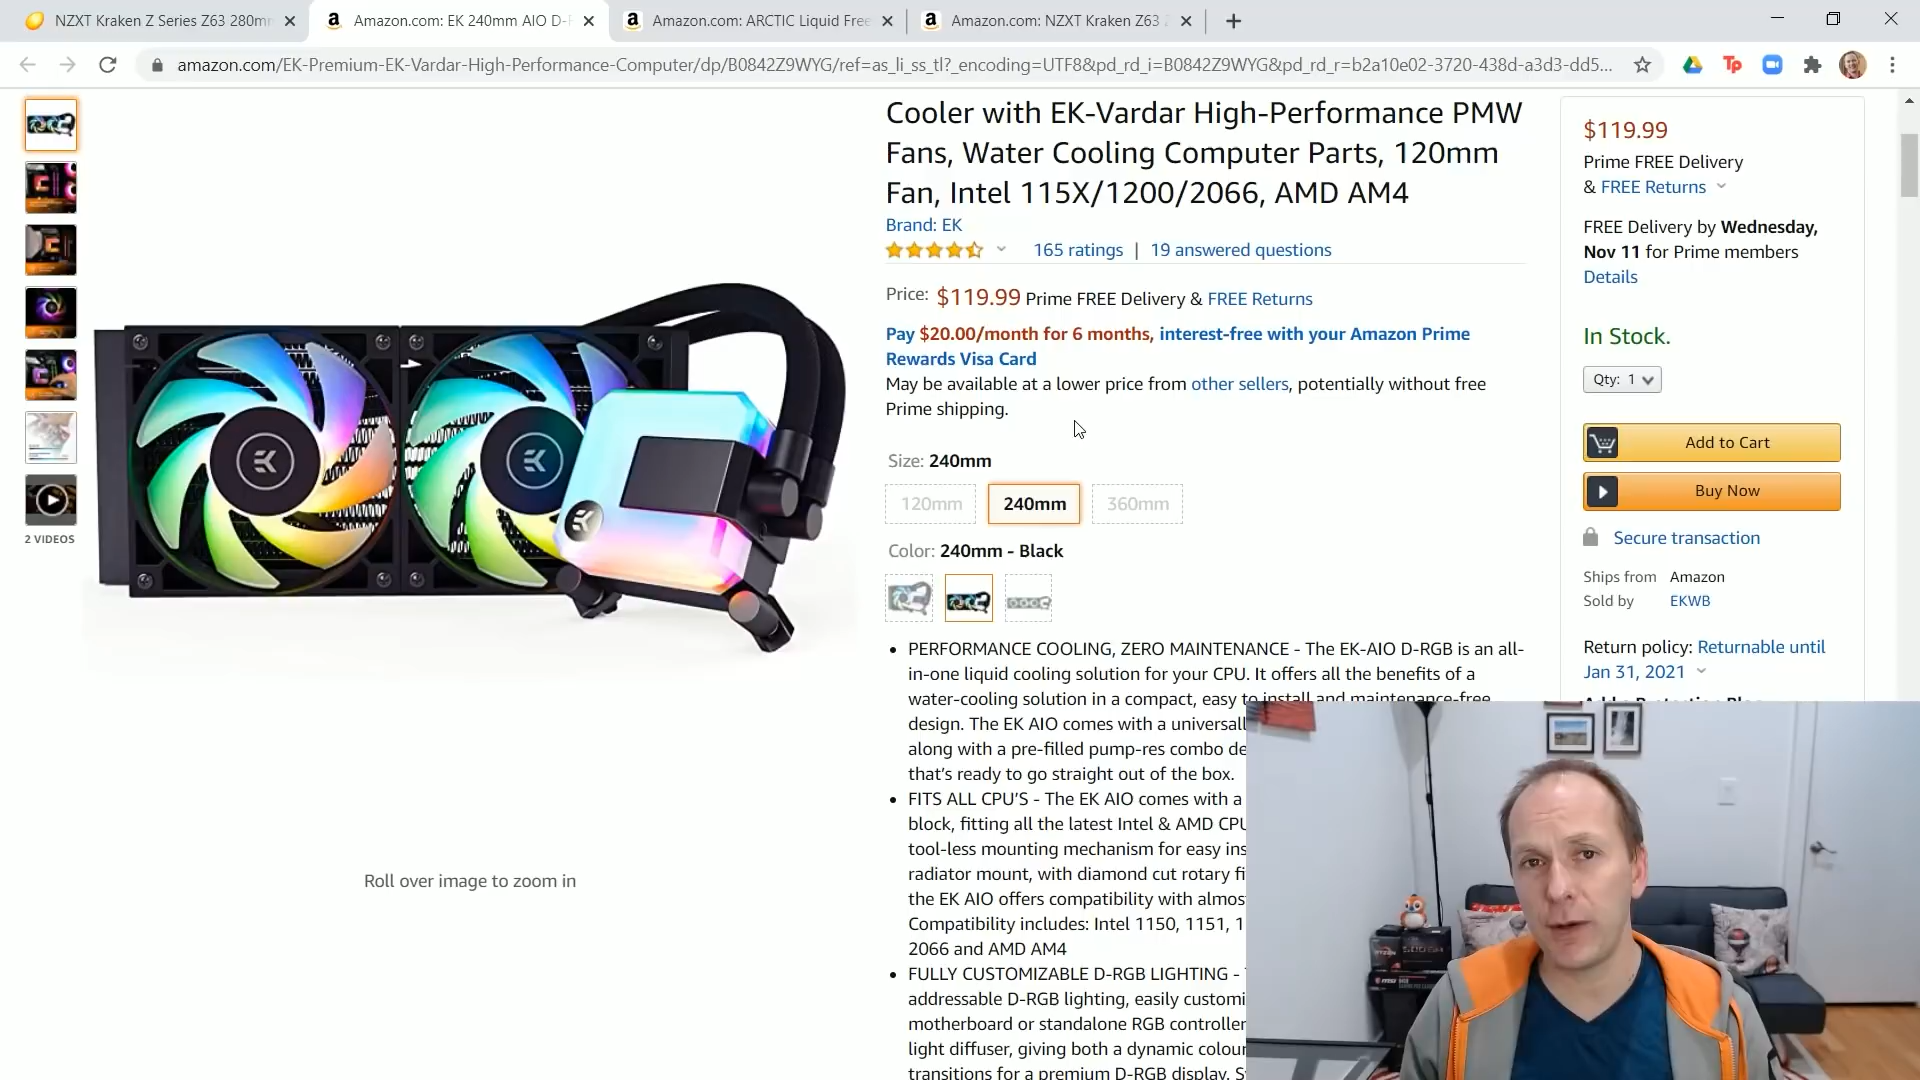 NZXT Kraken Z Series Z63 280mm
Amazon.com: EK 240mm AIO D-R
Amazon.com: ARCTIC Liquid Free
Amazon.com: NZXT Kraken Z63 2
amazon.com/EK-Premium-EK-Vardar-High-Performance-Computer/dp/B0842Z9WYG/ref=as_li_ss_tl?_encoding=UTF8&pd_rd_i=B0842Z9WYG&pd_rd_r=b2a10e02-3720-438d-a3d3-dd5...
Tp
2 VIDEOS
Roll over image to zoom in
Cooler with EK-Vardar High-Performance PMW
Fans, Water Cooling Computer Parts, 120mm
Fan, Intel 115X/1200/2066, AMD AM4
Brand: EK
165 ratings | 19 answered questions
Price: $119.99 Prime FREE Delivery & FREE Returns
Pay $20.00/month for 6 months, interest-free with your Amazon Prime
Rewards Visa Card
May be available at a lower price from other sellers, potentially without free
Prime shipping.
Size: 240mm
120mm 240mm 360mm
Color: 240mm - Black
• PERFORMANCE COOLING, ZERO MAINTENANCE - The EK-AIO D-RGB is an all-
in-one liquid cooling solution for your CPU. It offers all the benefits of a
water-cooling solution in a compact, easy to install and maintenance-free
design. The EK AIO comes with a universal
along with a pre-filled pump-res combo de
that's ready to go straight out of the box.
• FITS ALL CPU'S - The EK AIO comes with a
block, fitting all the latest Intel & AMD CPU
tool-less mounting mechanism for easy ins
radiator mount, with diamond cut rotary fi
the EK AIO offers compatibility with almos
Compatibility includes: Intel 1150, 1151, 1
2066 and AMD AM4
• FULLY CUSTOMIZABLE D-RGB LIGHTING -
addressable D-RGB lighting, easily customi
motherboard or standalone RGB controller
light diffuser, giving both a dynamic colour
transitions for a premium D-RGB display. S
$119.99
Prime FREE Delivery
& FREE Returns
FREE Delivery by Wednesday,
Nov 11 for Prime members
Details
In Stock.
Qty: 1
Add to Cart
Buy Now
Secure transaction
Ships from Amazon
Sold by EKWB
Return policy: Returnable until
Jan 31, 2021
RYZEN
msi